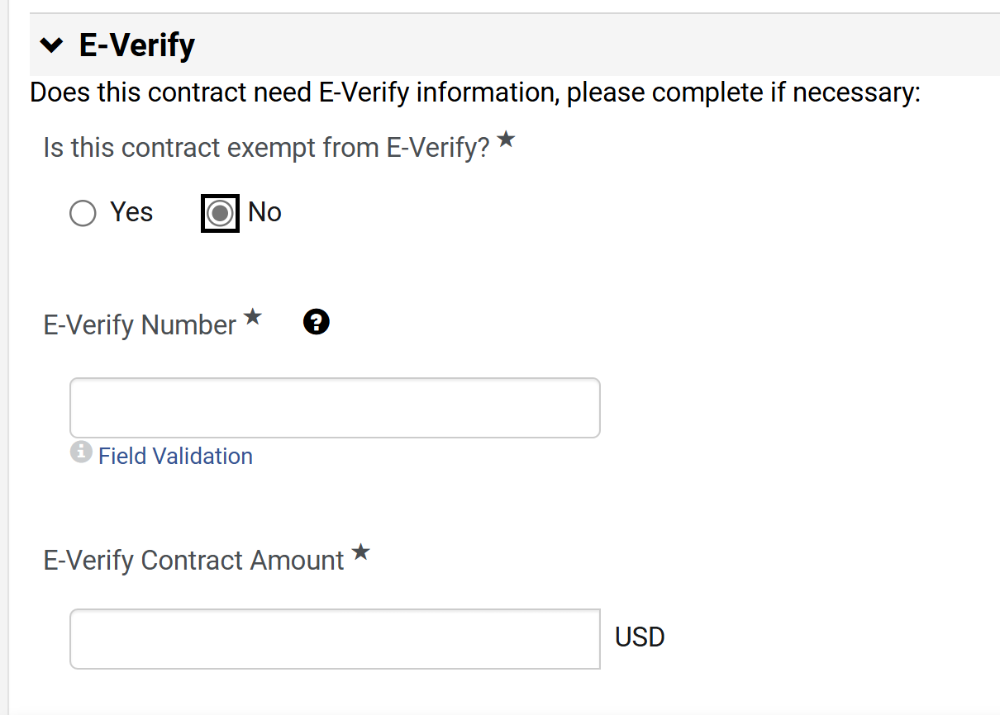 E-Verify
Does this contract need E-Verify information, please complete if necessary:
Is this contract exempt from E-Verify? ★
Yes No
E-Verify Number ★ ?
i Field Validation
E-Verify Contract Amount ★
USD